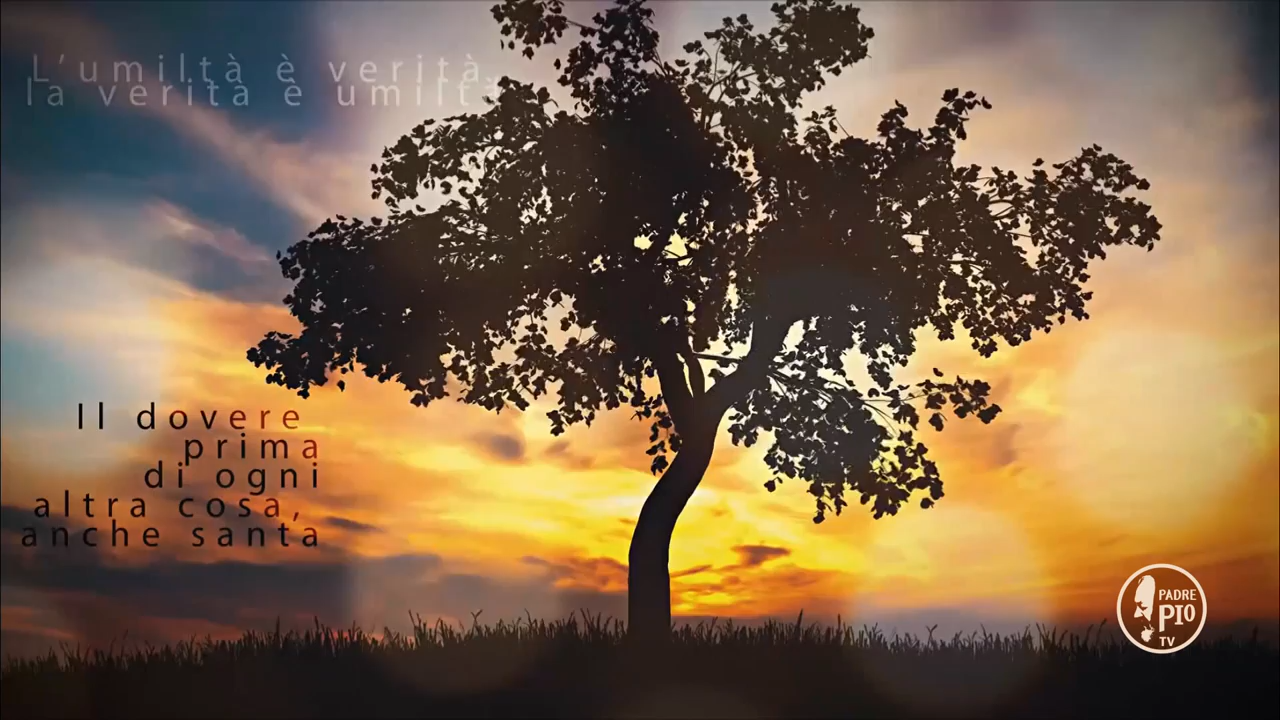 L'umiltà è verità,
la verità è umiltà
Il dovere
prima
di ogni
altra cosa,
anche santa
PADRE
PIO
TV